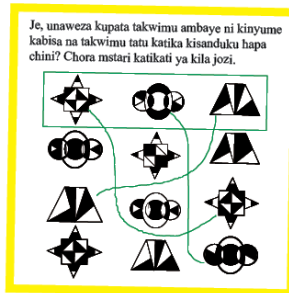 Je, unaweza kupata takwimu ambaye ni kinyume
kabisa na takwimu tatu katika kisanduku hapa
chini? Chora mstari katikati ya kila jozi.